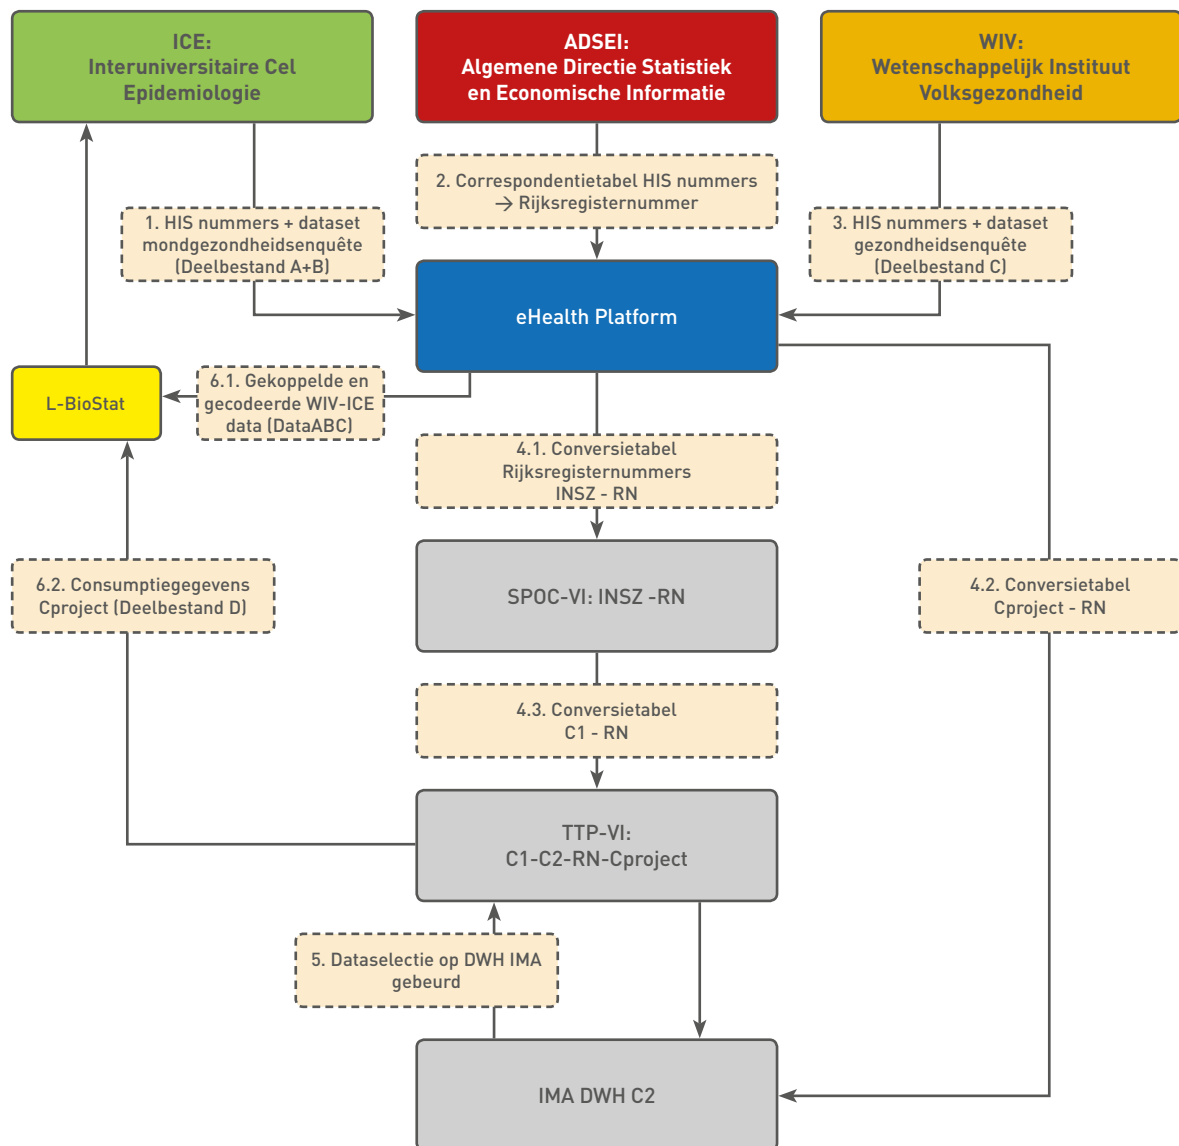 ICE:
Interuniversitaire Cel
Epidemiologie
ADSEI:
Algemene Directie Statistiek
en Economische Informatie
WIV:
Wetenschappelijk Instituut
Volksgezondheid
2. Correspondentietabel HIS nummers
→ Rijksregisternummer
1. HIS nummers + dataset
mondgezondheidsenquête
(Deelbestand A+B)
3. HIS nummers + dataset
gezondheidsenquête
(Deelbestand C)
eHealth Platform
L-BioStat
6.1. Gekoppelde en
gecodeerde WIV-ICE
data (DataABC)
4.1. Conversietabel
Rijksregisternummers
INSZ - RN
SPOC-VI: INSZ -RN
6.2. Consumptiegegevens
Cproject (Deelbestand D)
4.2. Conversietabel
Cproject - RN
4.3. Conversietabel
C1 - RN
TTP-VI:
C1-C2-RN-Cproject
5. Dataselectie op DWH IMA
gebeurd
IMA DWH C2